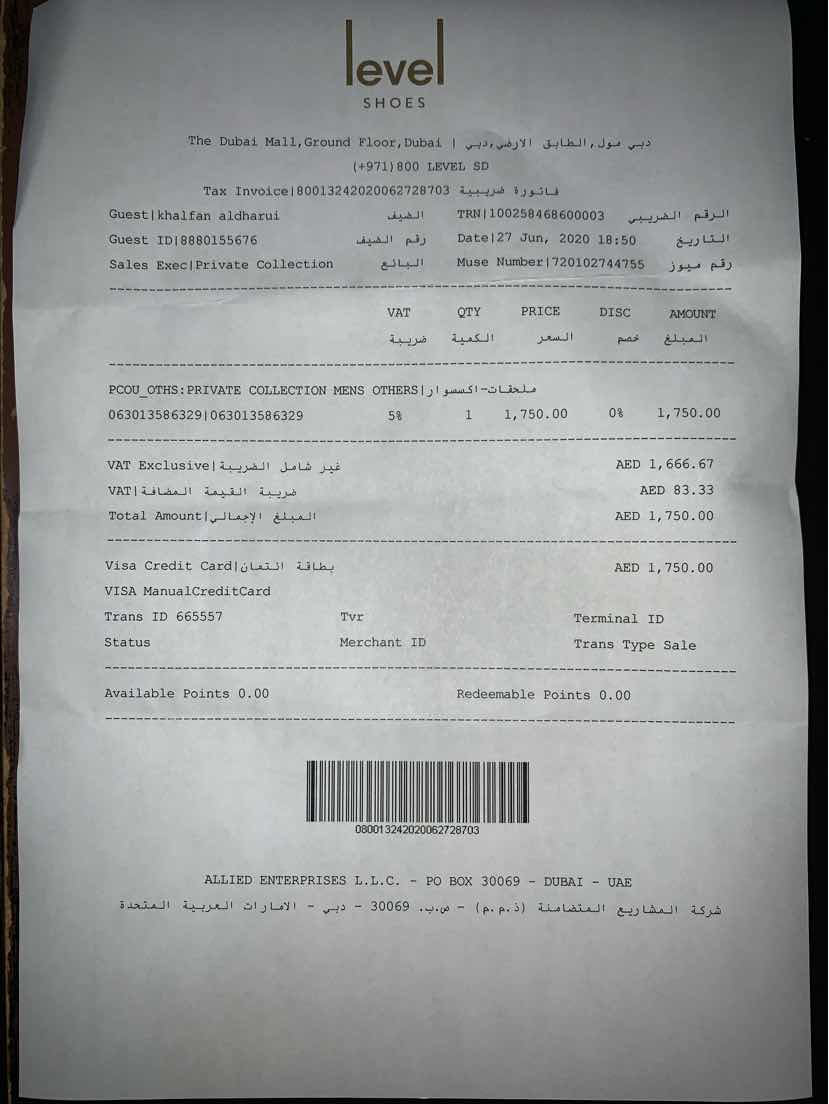 level
SHOES
The Dubai Mall,Ground Floor,Dubai | دبي مول,الطابق الارضي,دبي
(+971)800 LEVEL SD
Tax Invoice|80013242020062728703 فاتورة ضريبية
Guest|khalfan aldharui الضيف TRN|100258468600003 الرقم الضريبي
Guest ID|8880155676 رقم الضيف Date|27 Jun, 2020 18:50 التاريخ
Sales Exec|Private Collection البائع Muse Number|720102744755 رقم ميوز
VAT QTY PRICE DISC AMOUNT
ضريبة الكمية السعر خصم المبلغ
PCOU_OTHS:PRIVATE COLLECTION MENS OTHERS|ملحقات-اكسسوار
063013586329|063013586329 5% 1 1,750.00 0% 1,750.00
VAT Exclusive|غير شامل الضريبة AED 1,666.67
VAT|ضريبة القيمة المضافة AED 83.33
Total Amount|المبلغ الإجمالي AED 1,750.00
Visa Credit Card|بطاقة ائتمان AED 1,750.00
VISA ManualCreditCard
Trans ID 665557 Tvr Terminal ID
Status Merchant ID Trans Type Sale
Available Points 0.00 Redeemable Points 0.00
080013242020062728703
ALLIED ENTERPRISES L.L.C. - PO BOX 30069 - DUBAI - UAE
شركة المشاريع المتضامنة (ذ.م.م) - ص.ب. 30069 - دبي - الامارات العربية المتحدة